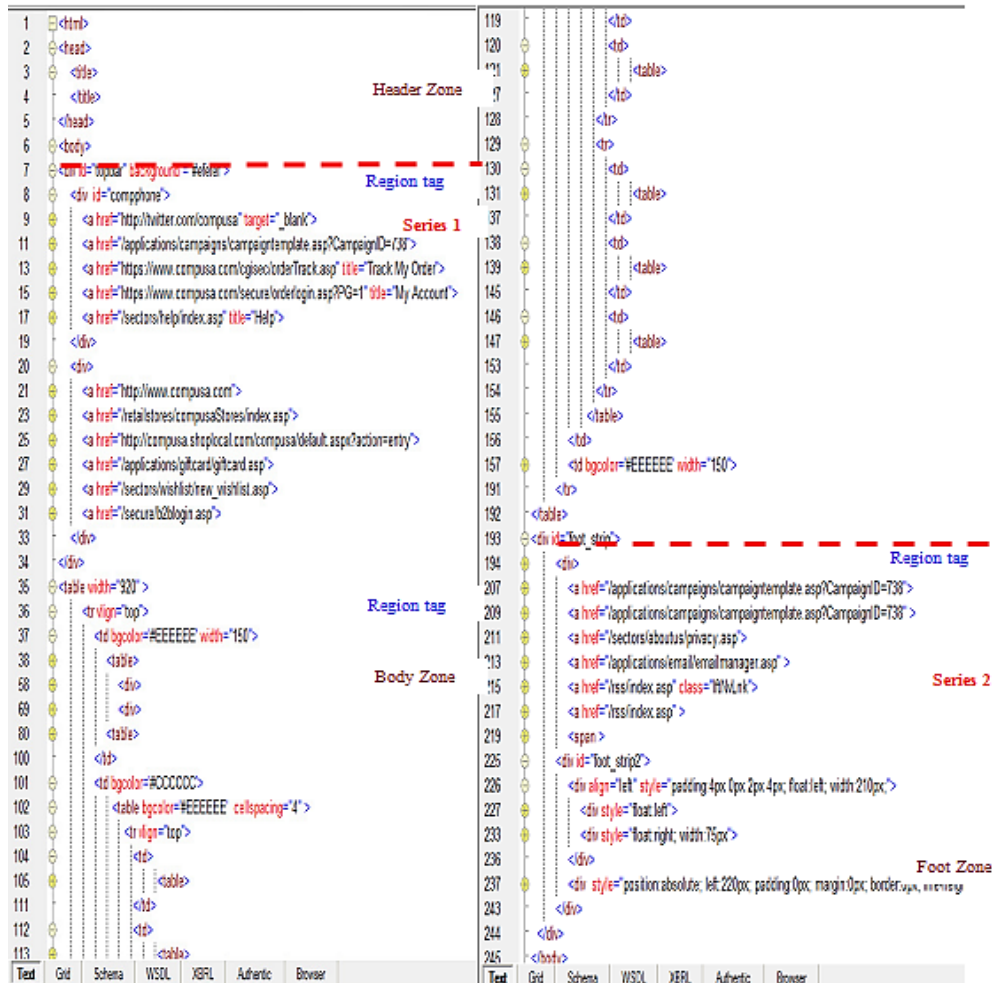 1 <html>
2 <head>
3 <title>
4 </title>
Header Zone
5 </head>
6 <body>
7 <div id="topbar" background="#efefef">
Region tag
8 <div id="compphone">
9 <a href="http://twitter.com/compusa" target="_blank">
Series 1
11 <a href="/applications/campaigns/campaigntemplate.asp?CampaignID=738">
13 <a href="https://www.compusa.com/cgisec/orderTrack.asp" title="Track My Order">
15 <a href="https://www.compusa.com/secure/orderlogin.asp?PG=1" title="My Account">
17 <a href="/sectors/help/index.asp" title="Help">
19 </div>
20 <div>
21 <a href="http://www.compusa.com">
23 <a href="/retailstores/compusaStores/index.asp">
25 <a href="http://compusa.shoplocal.com/compusa/default.aspx?action=entry">
27 <a href="/applications/giftcard/giftcard.asp">
29 <a href="/sectors/wishlist/new_wishlist.asp">
31 <a href="/secure/b2blogin.asp">
33 </div>
34 </div>
35 <table width="920" >
Region tag
36 <tr vlign="top">
37 <td bgcolor='#EEEEEE' width="150">
38 <table>
58 <div>
Body Zone
69 <div>
80 <table>
100 </td>
101 <td bgcolor='#CCCCCC'>
102 <table bgcolor='#EEEEEE' cellspacing="4" >
103 <tr vlign="top">
104 <td>
105 <table>
111 </td>
112 <td>
113 <table>
Text Grid Schema WSDL XBRL Authentic Browser
119 </td>
120 <td>
<table>
</td>
128 </tr>
129 <tr>
130 <td>
131 <table>
137 </td>
138 <td>
139 <table>
145 </td>
146 <td>
147 <table>
153 </td>
154 </tr>
155 </table>
156 </td>
157 <td bgcolor='#EEEEEE' width="150">
191 </tr>
192 </table>
193 <div id="foot_strip">
Region tag
194 <div>
207 <a href="/applications/campaigns/campaigntemplate.asp?CampaignID=738">
209 <a href="/applications/campaigns/campaigntemplate.asp?CampaignID=738" >
211 <a href="/sectors/aboutus/privacy.asp">
213 <a href="/applications/email/emailmanager.asp" >
215 <a href="/rss/index.asp" class="lftNvLnk">
Series 2
217 <a href="/rss/index.asp" >
219 <span >
225 <div id="foot_strip2">
226 <div align="left" style="padding:4px 0px 2px 4px; float:left; width:210px;">
227 <div style="float:left">
233 <div style="float:right; width:75px">
236 </div>
Foot Zone
237 <div style="position:absolute; left:220px; padding:0px; margin:0px;
243 </div>
244 </div>
245 </body>
Text Grid Schema WSDL XBRL Authentic Browser